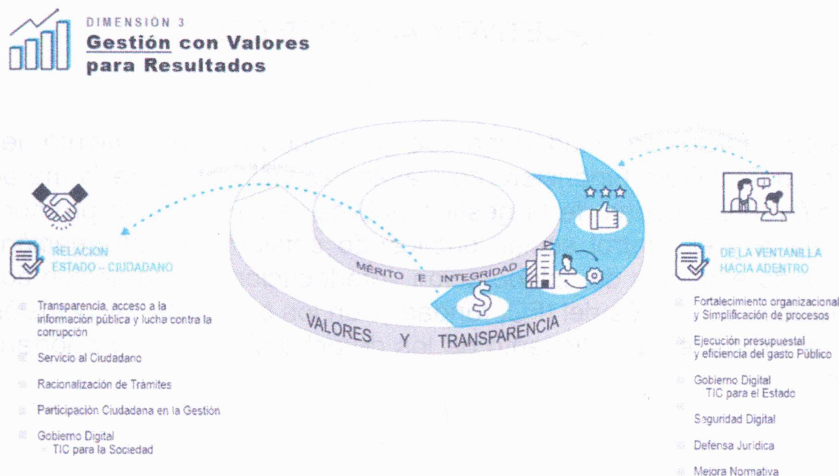 DIMENSIÓN 3
Gestión con Valores
para Resultados
RELACION
ESTADO – CIUDADANO
Transparencia, acceso a la
información pública y lucha contra la
corrupción
Servicio al Ciudadano
Racionalización de Trámites
Participación Ciudadana en la Gestión
Gobierno Digital
TIC para la Sociedad
MÉRITO E INTEGRIDAD
VALORES Y TRANSPARENCIA
DE LA VENTANILLA
HACIA ADENTRO
Fortalecimiento organizacional
y Simplificación de procesos
Ejecución presupuestal
y eficiencia del gasto Público
Gobierno Digital
TIC para el Estado
Seguridad Digital
Defensa Jurídica
Mejora Normativa